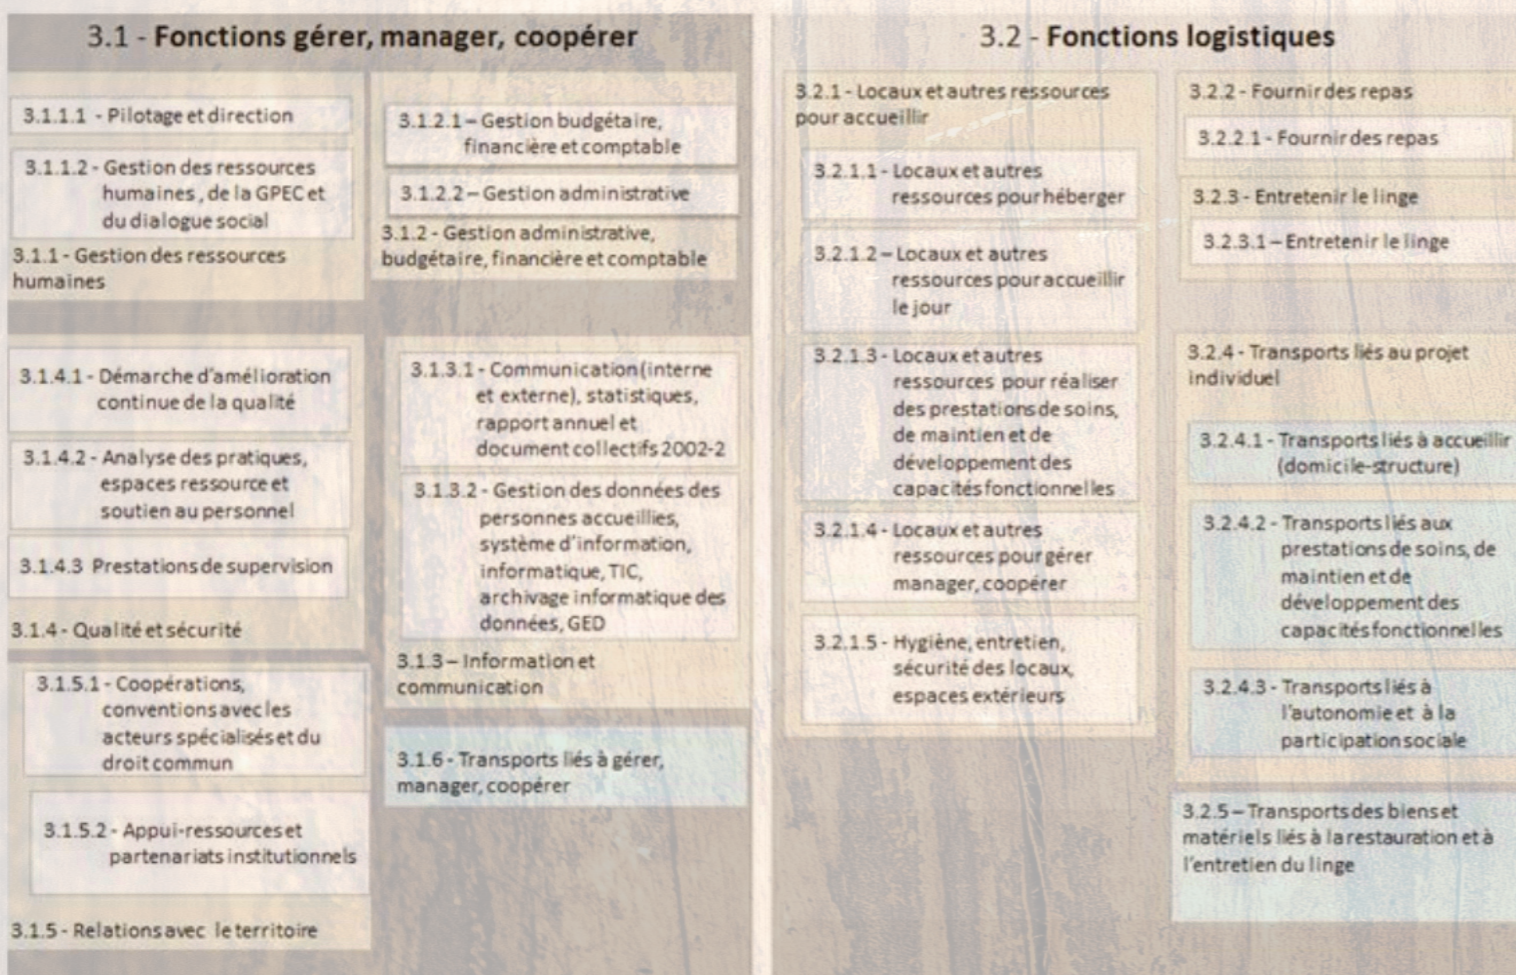 3.1 - Fonctions gérer, manager, coopérer
3.1.1.1 - Pilotage et direction
3.1.1.2 - Gestion des ressources
humaines, de la GPEC et
du dialogue social
3.1.1 - Gestion des ressources
humaines
3.1.2.1 – Gestion budgétaire,
financière et comptable
3.1.2.2 – Gestion administrative
3.1.2 - Gestion administrative,
budgétaire, financière et comptable
3.1.4.1 - Démarche d'amélioration
continue de la qualité
3.1.4.2 - Analyse des pratiques,
espaces ressource et
soutien au personnel
3.1.4.3 Prestations de supervision
3.1.4 - Qualité et sécurité
3.1.3.1 - Communication (interne
et externe), statistiques,
rapport annuel et
document collectifs 2002-2
3.1.3.2 - Gestion des données des
personnes accueillies,
système d'information,
informatique, TIC,
archivage informatique des
données, GED
3.1.3 – Information et
communication
3.1.5.1 - Coopérations,
conventions avec les
acteurs spécialisés et du
droit commun
3.1.5.2 - Appui-ressources et
partenariats institutionnels
3.1.5 - Relations avec le territoire
3.1.6 - Transports liés à gérer,
manager, coopérer
3.2 - Fonctions logistiques
3.2.1 - Locaux et autres ressources
pour accueillir
3.2.1.1 - Locaux et autres
ressources pour héberger
3.2.1.2 – Locaux et autres
ressources pour accueillir
le jour
3.2.1.3 - Locaux et autres
ressources pour réaliser
des prestations de soins,
de maintien et de
développement des
capacités fonctionnelles
3.2.1.4 - Locaux et autres
ressources pour gérer
manager, coopérer
3.2.1.5 - Hygiène, entretien,
sécurité des locaux,
espaces extérieurs
3.2.2 - Fournir des repas
3.2.2.1 - Fournir des repas
3.2.3 - Entretenir le linge
3.2.3.1 – Entretenir le linge
3.2.4 - Transports liés au projet
individuel
3.2.4.1 - Transports liés à accueillir
(domicile-structure)
3.2.4.2 - Transports liés aux
prestations de soins, de
maintien et de
développement des
capacités fonctionnelles
3.2.4.3 - Transports liés à
l'autonomie et à la
participation sociale
3.2.5 – Transports des biens et
matériels liés à la restauration et à
l'entretien du linge